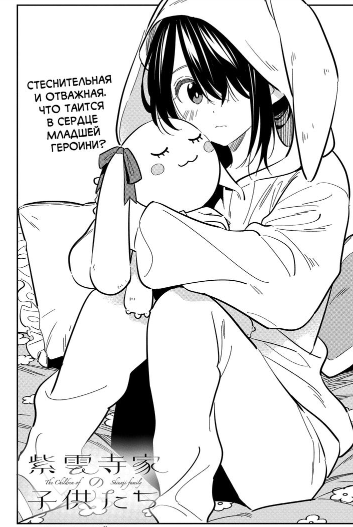 СТЕСНИТЕЛЬНАЯ
И ОТВАЖНАЯ.
ЧТО ТАИТСЯ
В СЕРДЦЕ
МЛАДШЕЙ
ГЕРОИНИ?
紫雲寺家
The Children of の Shiunji family
子供たち